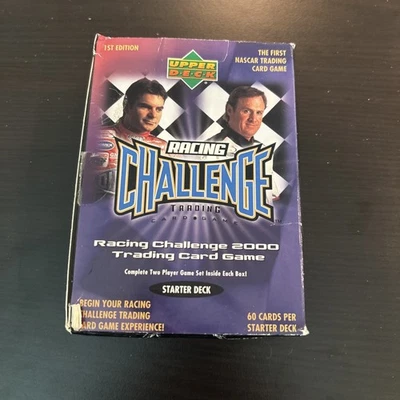 1ST EDITION
UPPER
DECK
THE FIRST
NASCAR TRADING
CARD GAME
RACING
CHALLENGE
TRADING
CARD GAME
Racing Challenge 2000
Trading Card Game
Complete Two Player Game Set Inside Each Box!
STARTER DECK
BEGIN YOUR RACING
CHALLENGE TRADING
CARD GAME EXPERIENCE!
60 CARDS PER
STARTER DECK